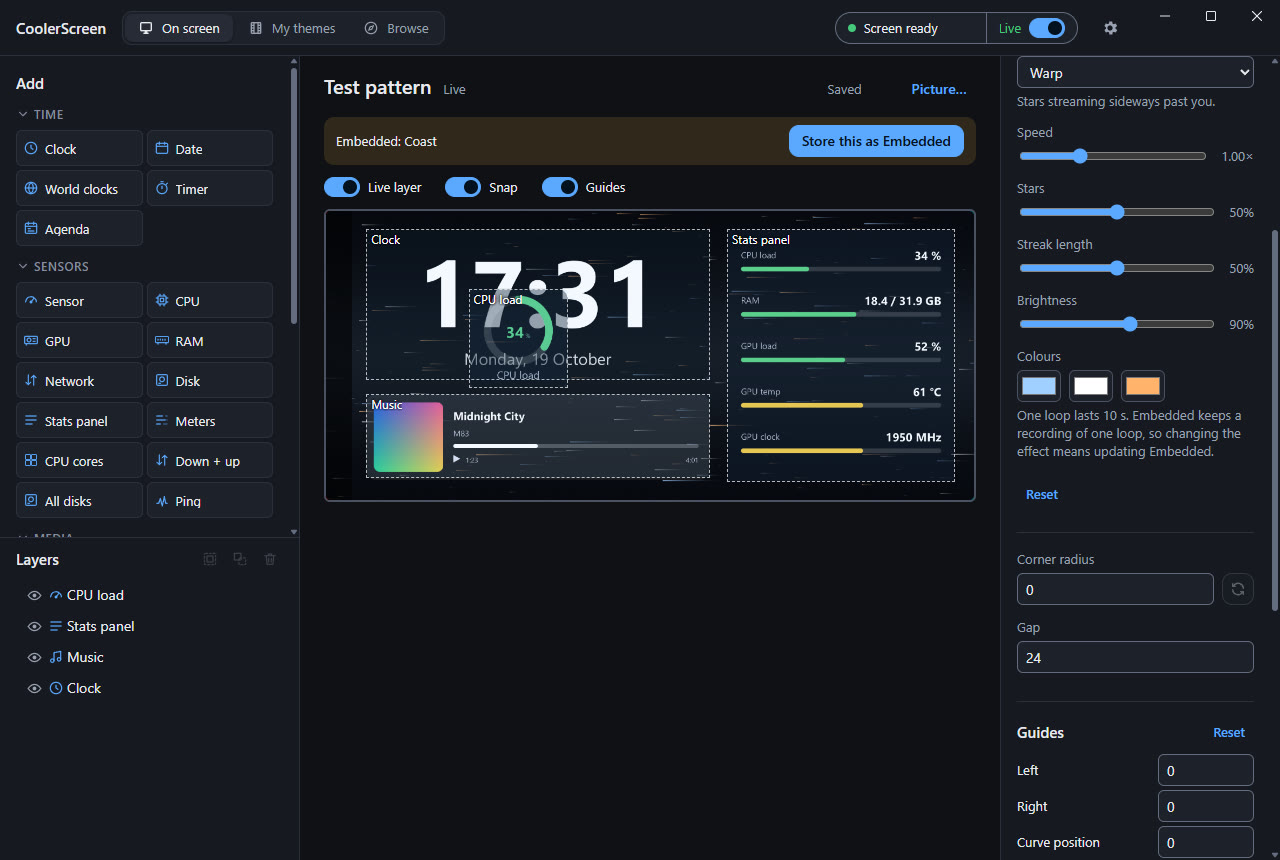 CoolerScreen
On screen
My themes
Browse
Screen ready
Live
Add
TIME
Clock
Date
World clocks
Timer
Agenda
SENSORS
Sensor
CPU
GPU
RAM
Network
Disk
Stats panel
Meters
CPU cores
Down + up
All disks
Ping
MEDIA
Layers
CPU load
Stats panel
Music
Clock
Test pattern
Live
Saved
Picture...
Embedded: Coast
Store this as Embedded
Live layer
Snap
Guides
Clock
17:31
CPU load
34 %
Monday, 19 October
CPU load
Music
Midnight City
M83
1:23
4:01
Stats panel
CPU load
34 %
RAM
18.4 / 31.9 GB
GPU load
52 %
GPU temp
61 °C
GPU clock
1950 MHz
Warp
Stars streaming sideways past you.
Speed
1.00×
Stars
50%
Streak length
50%
Brightness
90%
Colours
One loop lasts 10 s. Embedded keeps a
recording of one loop, so changing the
effect means updating Embedded.
Reset
Corner radius
0
Gap
24
Guides
Reset
Left
0
Right
0
Curve position
0